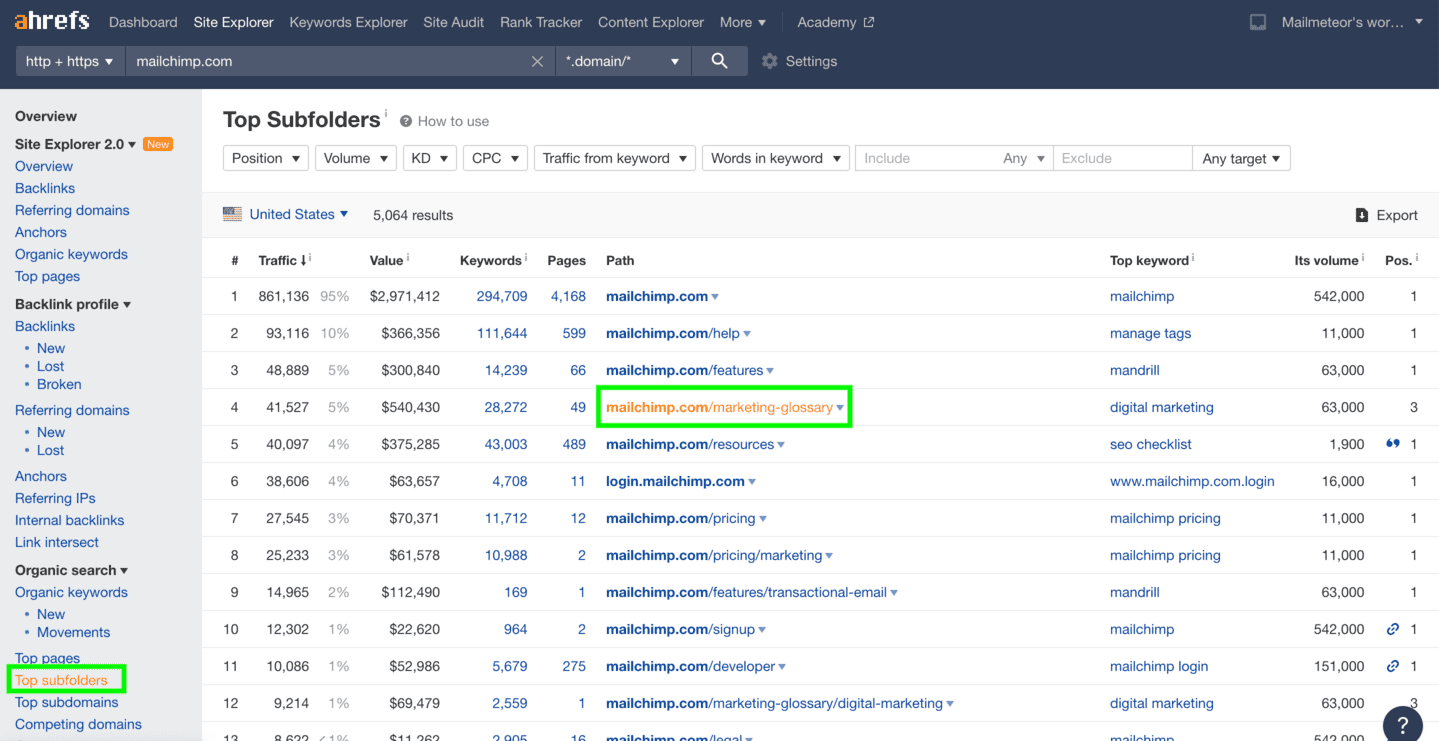 ahrefs Dashboard Site Explorer Keywords Explorer Site Audit Rank Tracker Content Explorer More Academy Mailmeteor's wor...
http + https mailchimp.com *.domain/* Settings
Overview
Site Explorer 2.0 New
Overview
Backlinks
Referring domains
Anchors
Organic keywords
Top pages
Backlink profile
Backlinks
• New
• Lost
• Broken
Referring domains
• New
• Lost
Anchors
Referring IPs
Internal backlinks
Link intersect
Organic search
Organic keywords
• New
• Movements
Top pages
Top subfolders
Top subdomains
Competing domains
Top Subfolders i ? How to use
Position Volume KD CPC Traffic from keyword Words in keyword Include Any Exclude Any target
United States 5,064 results Export
# Traffic ↓ i Value i Keywords i Pages Path Top keyword i Its volume i Pos. i
1 861,136 95% $2,971,412 294,709 4,168 mailchimp.com mailchimp 542,000 1
2 93,116 10% $366,356 111,644 599 mailchimp.com/help manage tags 11,000 1
3 48,889 5% $300,840 14,239 66 mailchimp.com/features mandrill 63,000 1
4 41,527 5% $540,430 28,272 49 mailchimp.com/marketing-glossary digital marketing 63,000 3
5 40,097 4% $375,285 43,003 489 mailchimp.com/resources seo checklist 1,900 1
6 38,606 4% $63,657 4,708 11 login.mailchimp.com www.mailchimp.com.login 16,000 1
7 27,545 3% $70,371 11,712 12 mailchimp.com/pricing mailchimp pricing 11,000 1
8 25,233 3% $61,578 10,988 2 mailchimp.com/pricing/marketing mailchimp pricing 11,000 1
9 14,965 2% $112,490 169 1 mailchimp.com/features/transactional-email mandrill 63,000 1
10 12,302 1% $22,620 964 2 mailchimp.com/signup mailchimp 542,000 1
11 10,086 1% $52,986 5,679 275 mailchimp.com/developer mailchimp login 151,000 1
12 9,214 1% $69,479 2,559 1 mailchimp.com/marketing-glossary/digital-marketing digital marketing 63,000 3
13 8,622 <1% $11,262 2,905 16 mailchimp.com/legal mailchimp 542,000
?